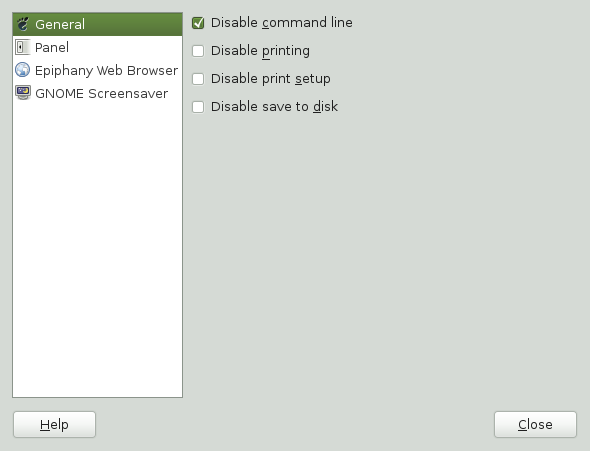 General
Panel
Epiphany Web Browser
GNOME Screensaver
Disable command line
Disable printing
Disable print setup
Disable save to disk
Help
Close